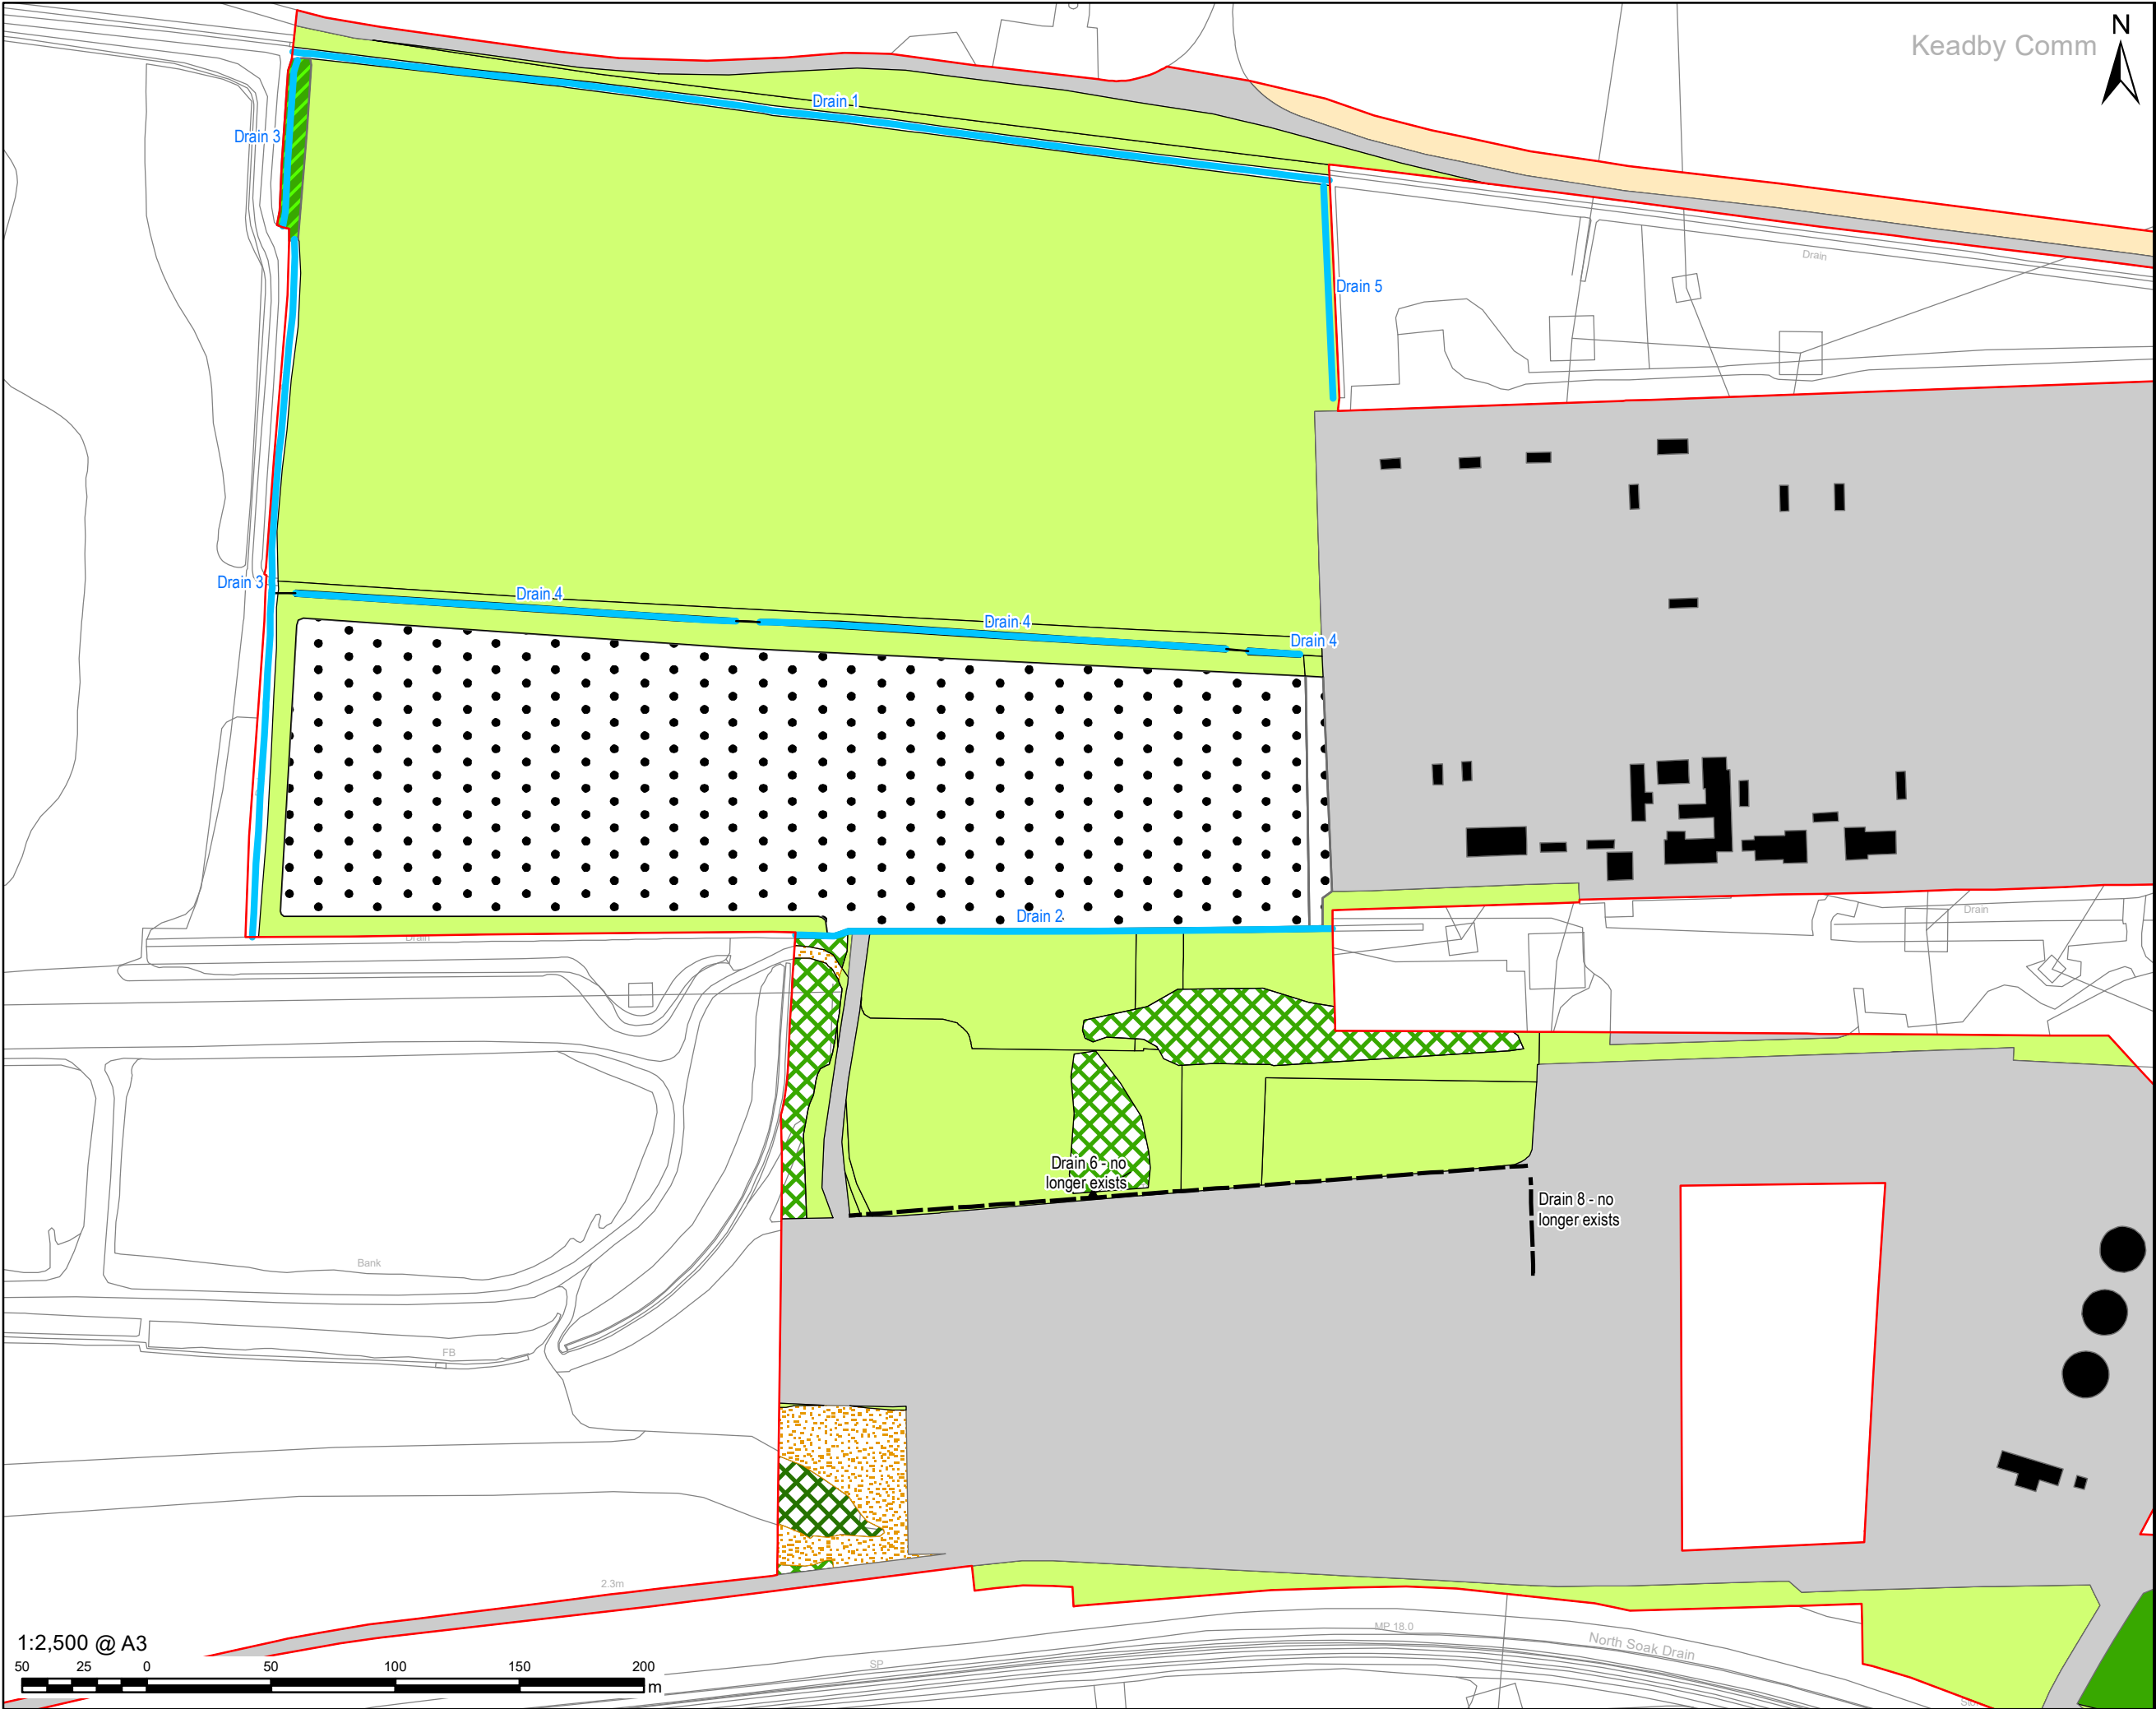 Keadby Comm
N
Drain 1
Drain 3
Drain
Drain 5
Drain 3
Drain 4
Drain 4
Drain 4
Drain 2
Drain
Drain
Drain 6 - no
longer exists
Drain 8 - no
longer exists
Bank
FB
2.3m
MP 18.0
North Soak Drain
SP
1:2,500 @ A3
50 25 0 50 100 150 200
m